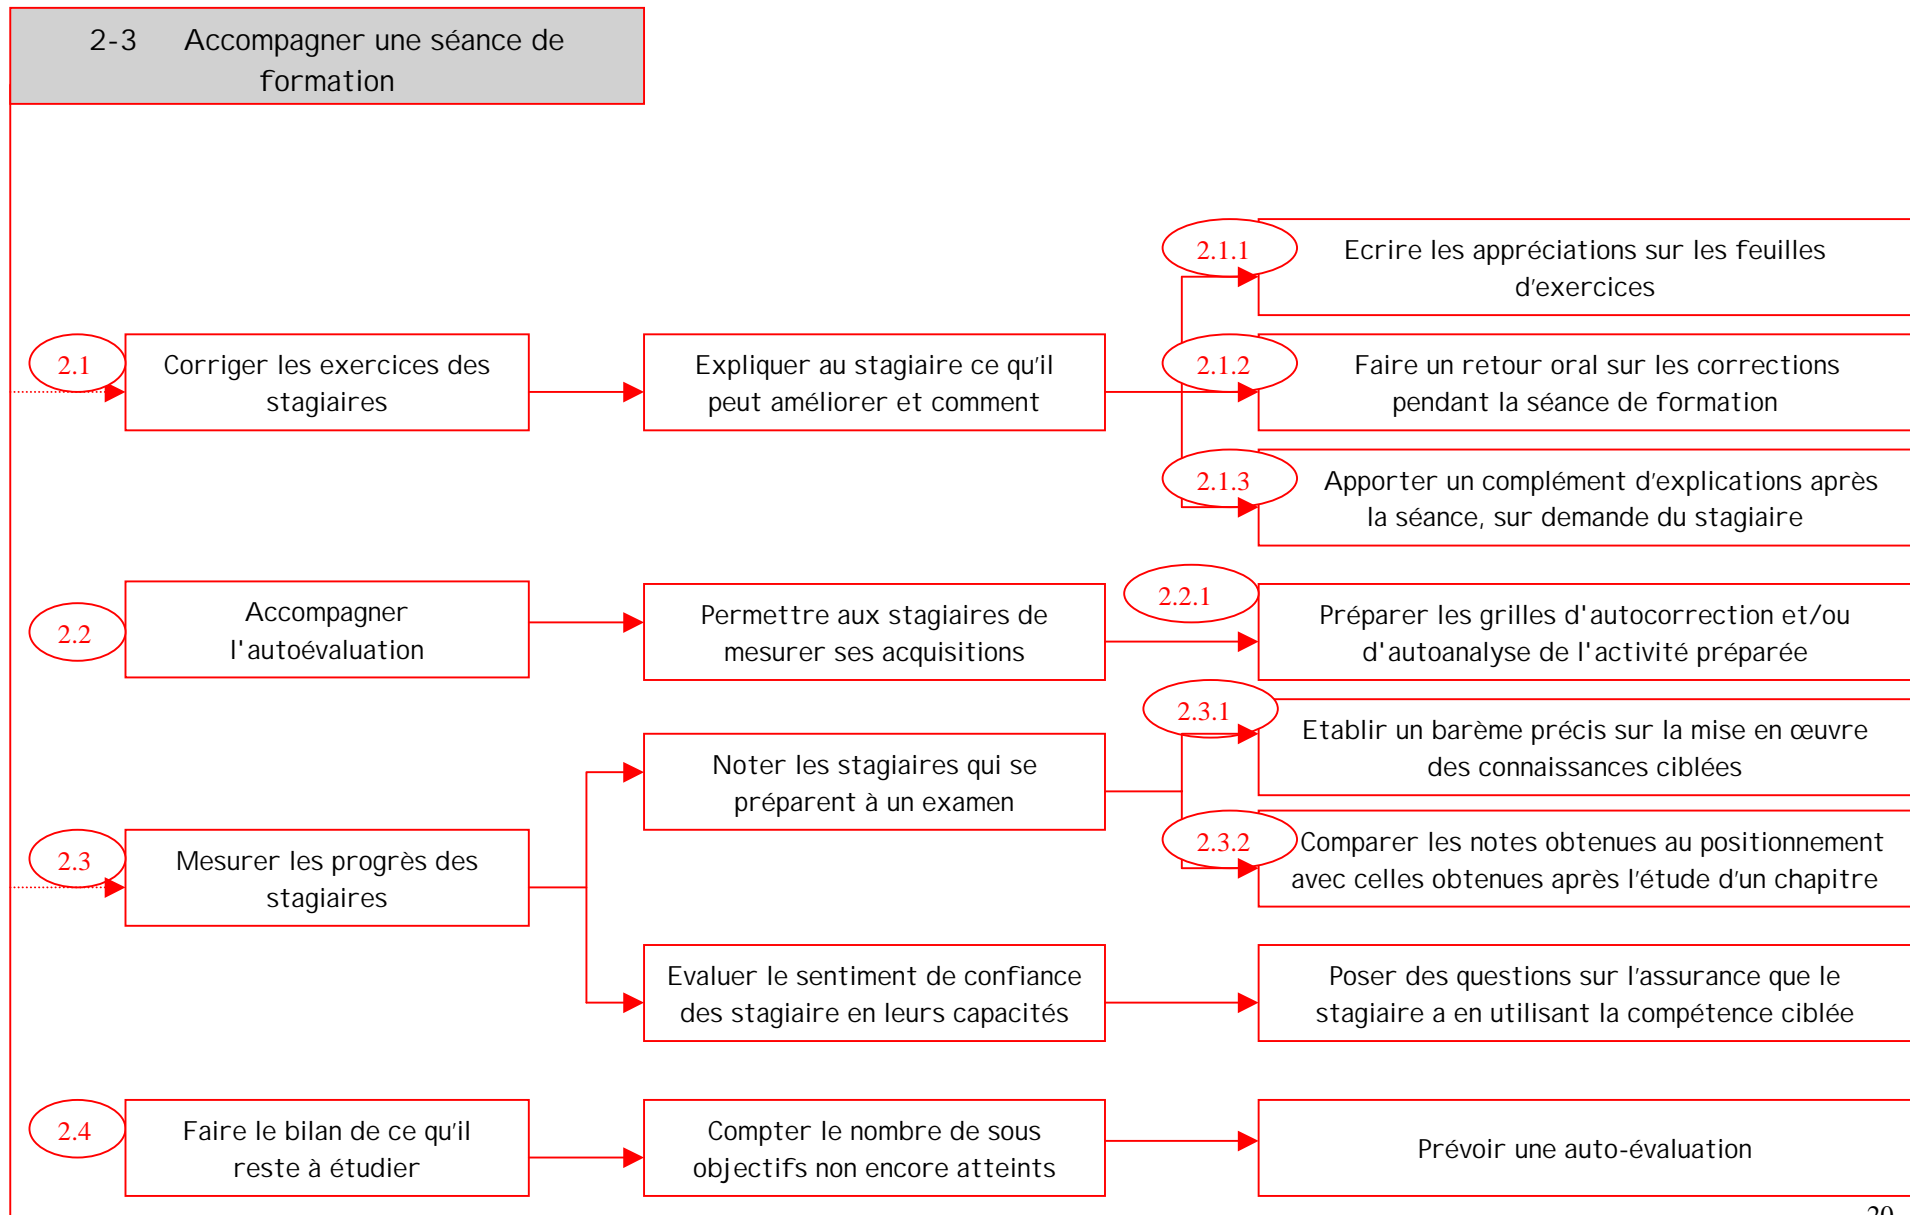 2-3 Accompagner une séance de
formation
2.1.1
Ecrire les appréciations sur les feuilles
d'exercices
2.1
Corriger les exercices des
stagiaires
Expliquer au stagiaire ce qu'il
peut améliorer et comment
2.1.2
Faire un retour oral sur les corrections
pendant la séance de formation
2.1.3
Apporter un complément d'explications après
la séance, sur demande du stagiaire
2.2
Accompagner
l'autoévaluation
Permettre aux stagiaires de
mesurer ses acquisitions
2.2.1
Préparer les grilles d'autocorrection et/ou
d'autoanalyse de l'activité préparée
2.3
Mesurer les progrès des
stagiaires
Noter les stagiaires qui se
préparent à un examen
2.3.1
Etablir un barème précis sur la mise en œuvre
des connaissances ciblées
2.3.2
Comparer les notes obtenues au positionnement
avec celles obtenues après l'étude d'un chapitre
Evaluer le sentiment de confiance
des stagiaire en leurs capacités
Poser des questions sur l'assurance que le
stagiaire a en utilisant la compétence ciblée
2.4
Faire le bilan de ce qu'il
reste à étudier
Compter le nombre de sous
objectifs non encore atteints
Prévoir une auto-évaluation